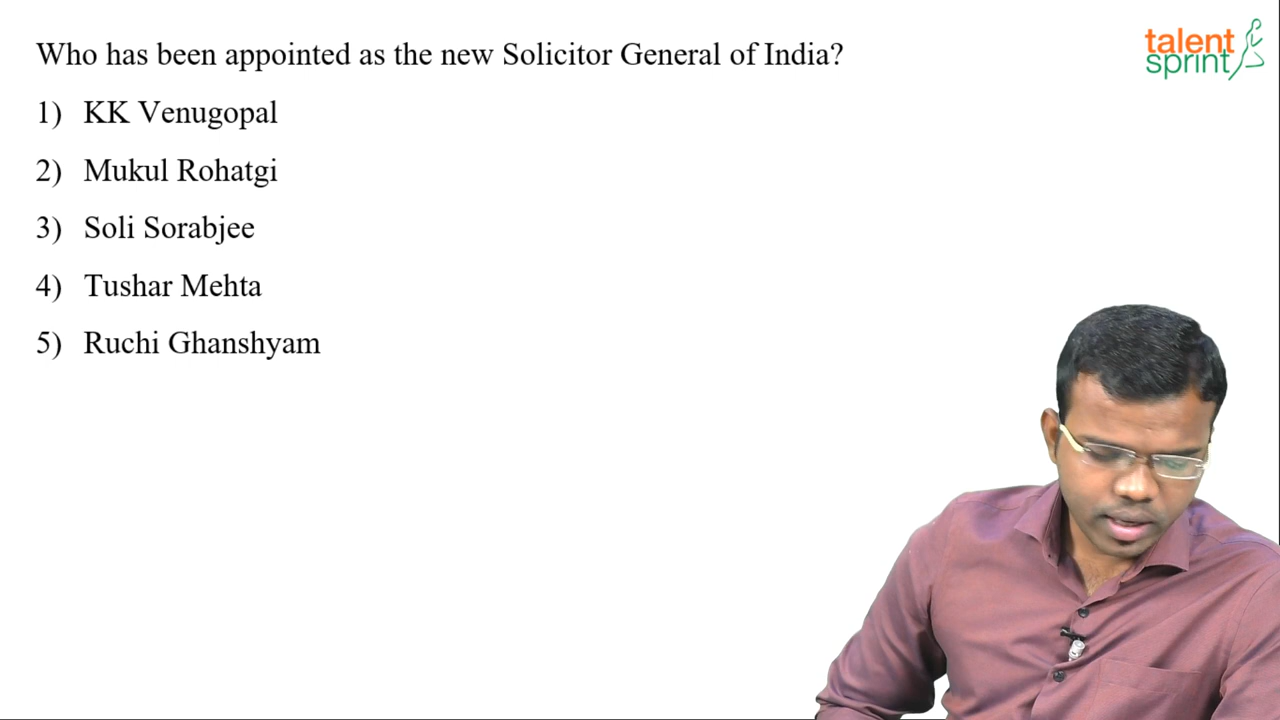 Who has been appointed as the new Solicitor General of India?
1) KK Venugopal
2) Mukul Rohatgi
3) Soli Sorabjee
4) Tushar Mehta
5) Ruchi Ghanshyam
talent
sprint